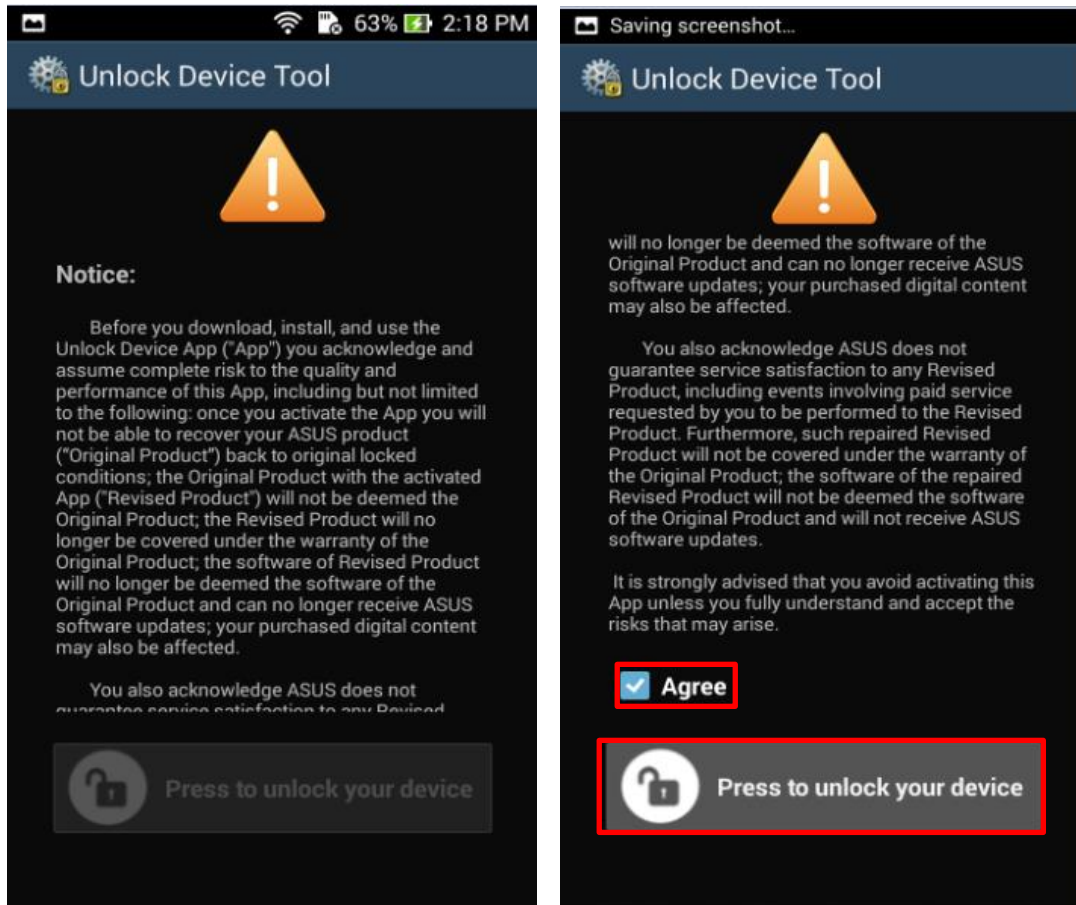 63% 2:18 PM
Unlock Device Tool
Notice:
Before you download, install, and use the
Unlock Device App ("App") you acknowledge and
assume complete risk to the quality and
performance of this App, including but not limited
to the following: once you activate the App you will
not be able to recover your ASUS product
("Original Product") back to original locked
conditions; the Original Product with the activated
App ("Revised Product") will not be deemed the
Original Product; the Revised Product will no
longer be covered under the warranty of the
Original Product; the software of Revised Product
will no longer be deemed the software of the
Original Product and can no longer receive ASUS
software updates; your purchased digital content
may also be affected.
You also acknowledge ASUS does not
guarantee service satisfaction to any Revised
Press to unlock your device
Saving screenshot...
Unlock Device Tool
will no longer be deemed the software of the
Original Product and can no longer receive ASUS
software updates; your purchased digital content
may also be affected.
You also acknowledge ASUS does not
guarantee service satisfaction to any Revised
Product, including events involving paid service
requested by you to be performed to the Revised
Product. Furthermore, such repaired Revised
Product will not be covered under the warranty of
the Original Product; the software of the repaired
Revised Product will not be deemed the software
of the Original Product and will not receive ASUS
software updates.
It is strongly advised that you avoid activating this
App unless you fully understand and accept the
risks that may arise.
Agree
Press to unlock your device